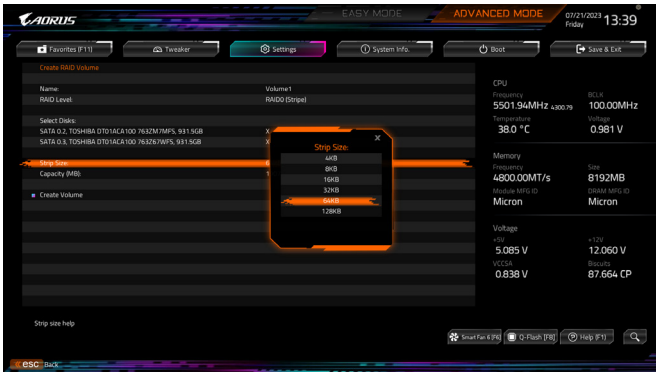 AORUS
EASY MODE
ADVANCED MODE
07/21/2023
Friday
13:39
Favorites (F11)
Tweaker
Settings
System Info.
Boot
Save & Exit
Create RAID Volume
Name: Volume1
RAID Level: RAID0 (Stripe)
Select Disks:
SATA 0.2, TOSHIBA DT01ACA100 763ZM7MFS, 931.5GB X
SATA 0.3, TOSHIBA DT01ACA100 763Z67WFS, 931.5GB X
Strip Size: 6
Capacity (MB): 1
Create Volume
Strip Size:
X
4KB
8KB
16KB
32KB
64KB
128KB
CPU
Frequency BCLK
5501.94MHz 4300.79 100.00MHz
Temperature Voltage
38.0 °C 0.981 V
Memory
Frequency Size
4800.00MT/s 8192MB
Module MFG ID DRAM MFG ID
Micron Micron
Voltage
+5V +12V
5.085 V 12.060 V
VCCSA Biscuits
0.838 V 87.664 CP
Strip size help
Smart Fan 6 [F6]
Q-Flash [F8]
Help (F1)
esc Back